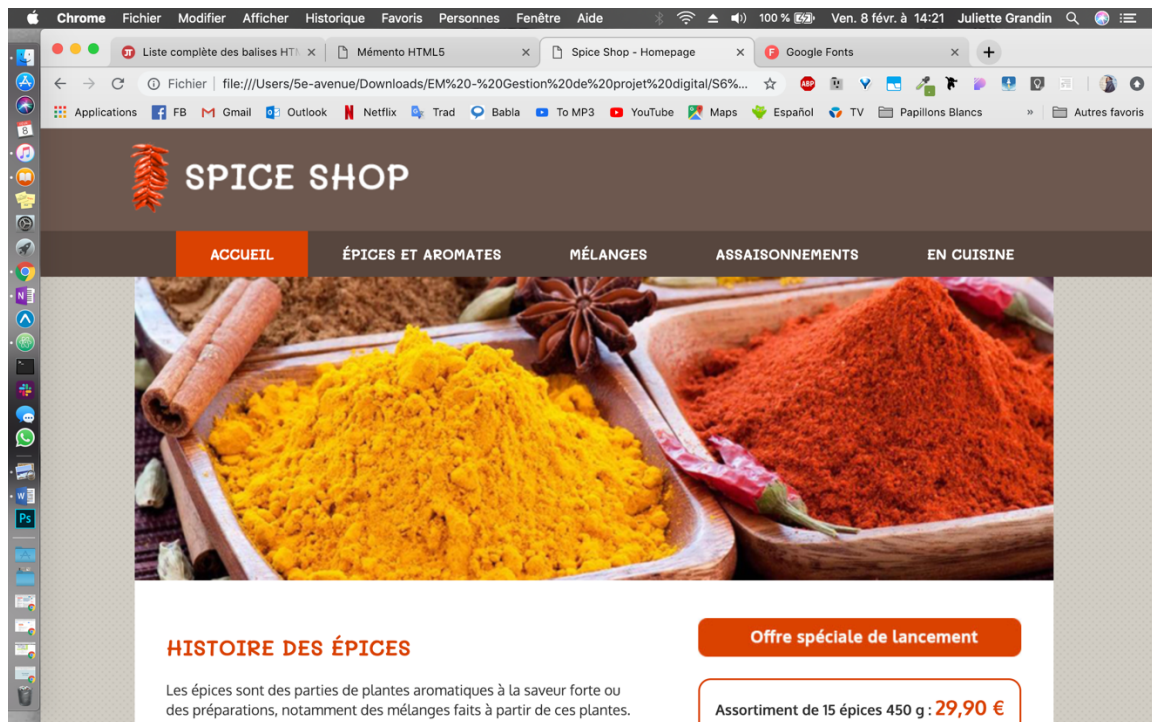 Chrome Fichier Modifier Afficher Historique Favoris Personnes Fenêtre Aide 100 % Ven. 8 févr. à 14:21 Juliette Grandin
Liste complète des balises HT Mémento HTML5 Spice Shop - Homepage Google Fonts
Fichier file:///Users/5e-avenue/Downloads/EM%20-%20Gestion%20de%20projet%20digital/S6%...
Applications FB Gmail Outlook Netflix Trad Babla To MP3 YouTube Maps Español TV Papillons Blancs » Autres favoris
SPICE SHOP
ACCUEIL ÉPICES ET AROMATES MÉLANGES ASSAISONNEMENTS EN CUISINE
HISTOIRE DES ÉPICES
Les épices sont des parties de plantes aromatiques à la saveur forte ou
des préparations, notamment des mélanges faits à partir de ces plantes.
Offre spéciale de lancement
Assortiment de 15 épices 450 g : 29,90 €